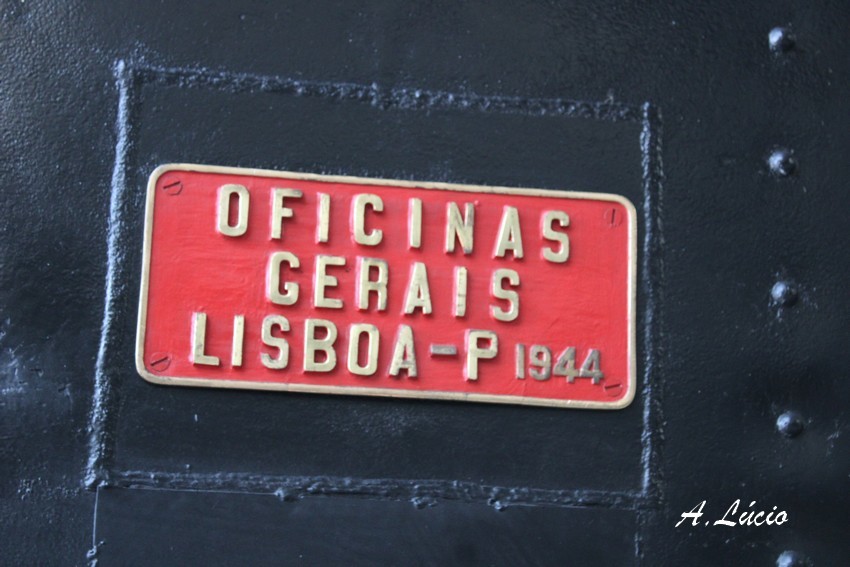 OFICINAS
GERAIS
LISBOA-P 1944
A. Lúcio